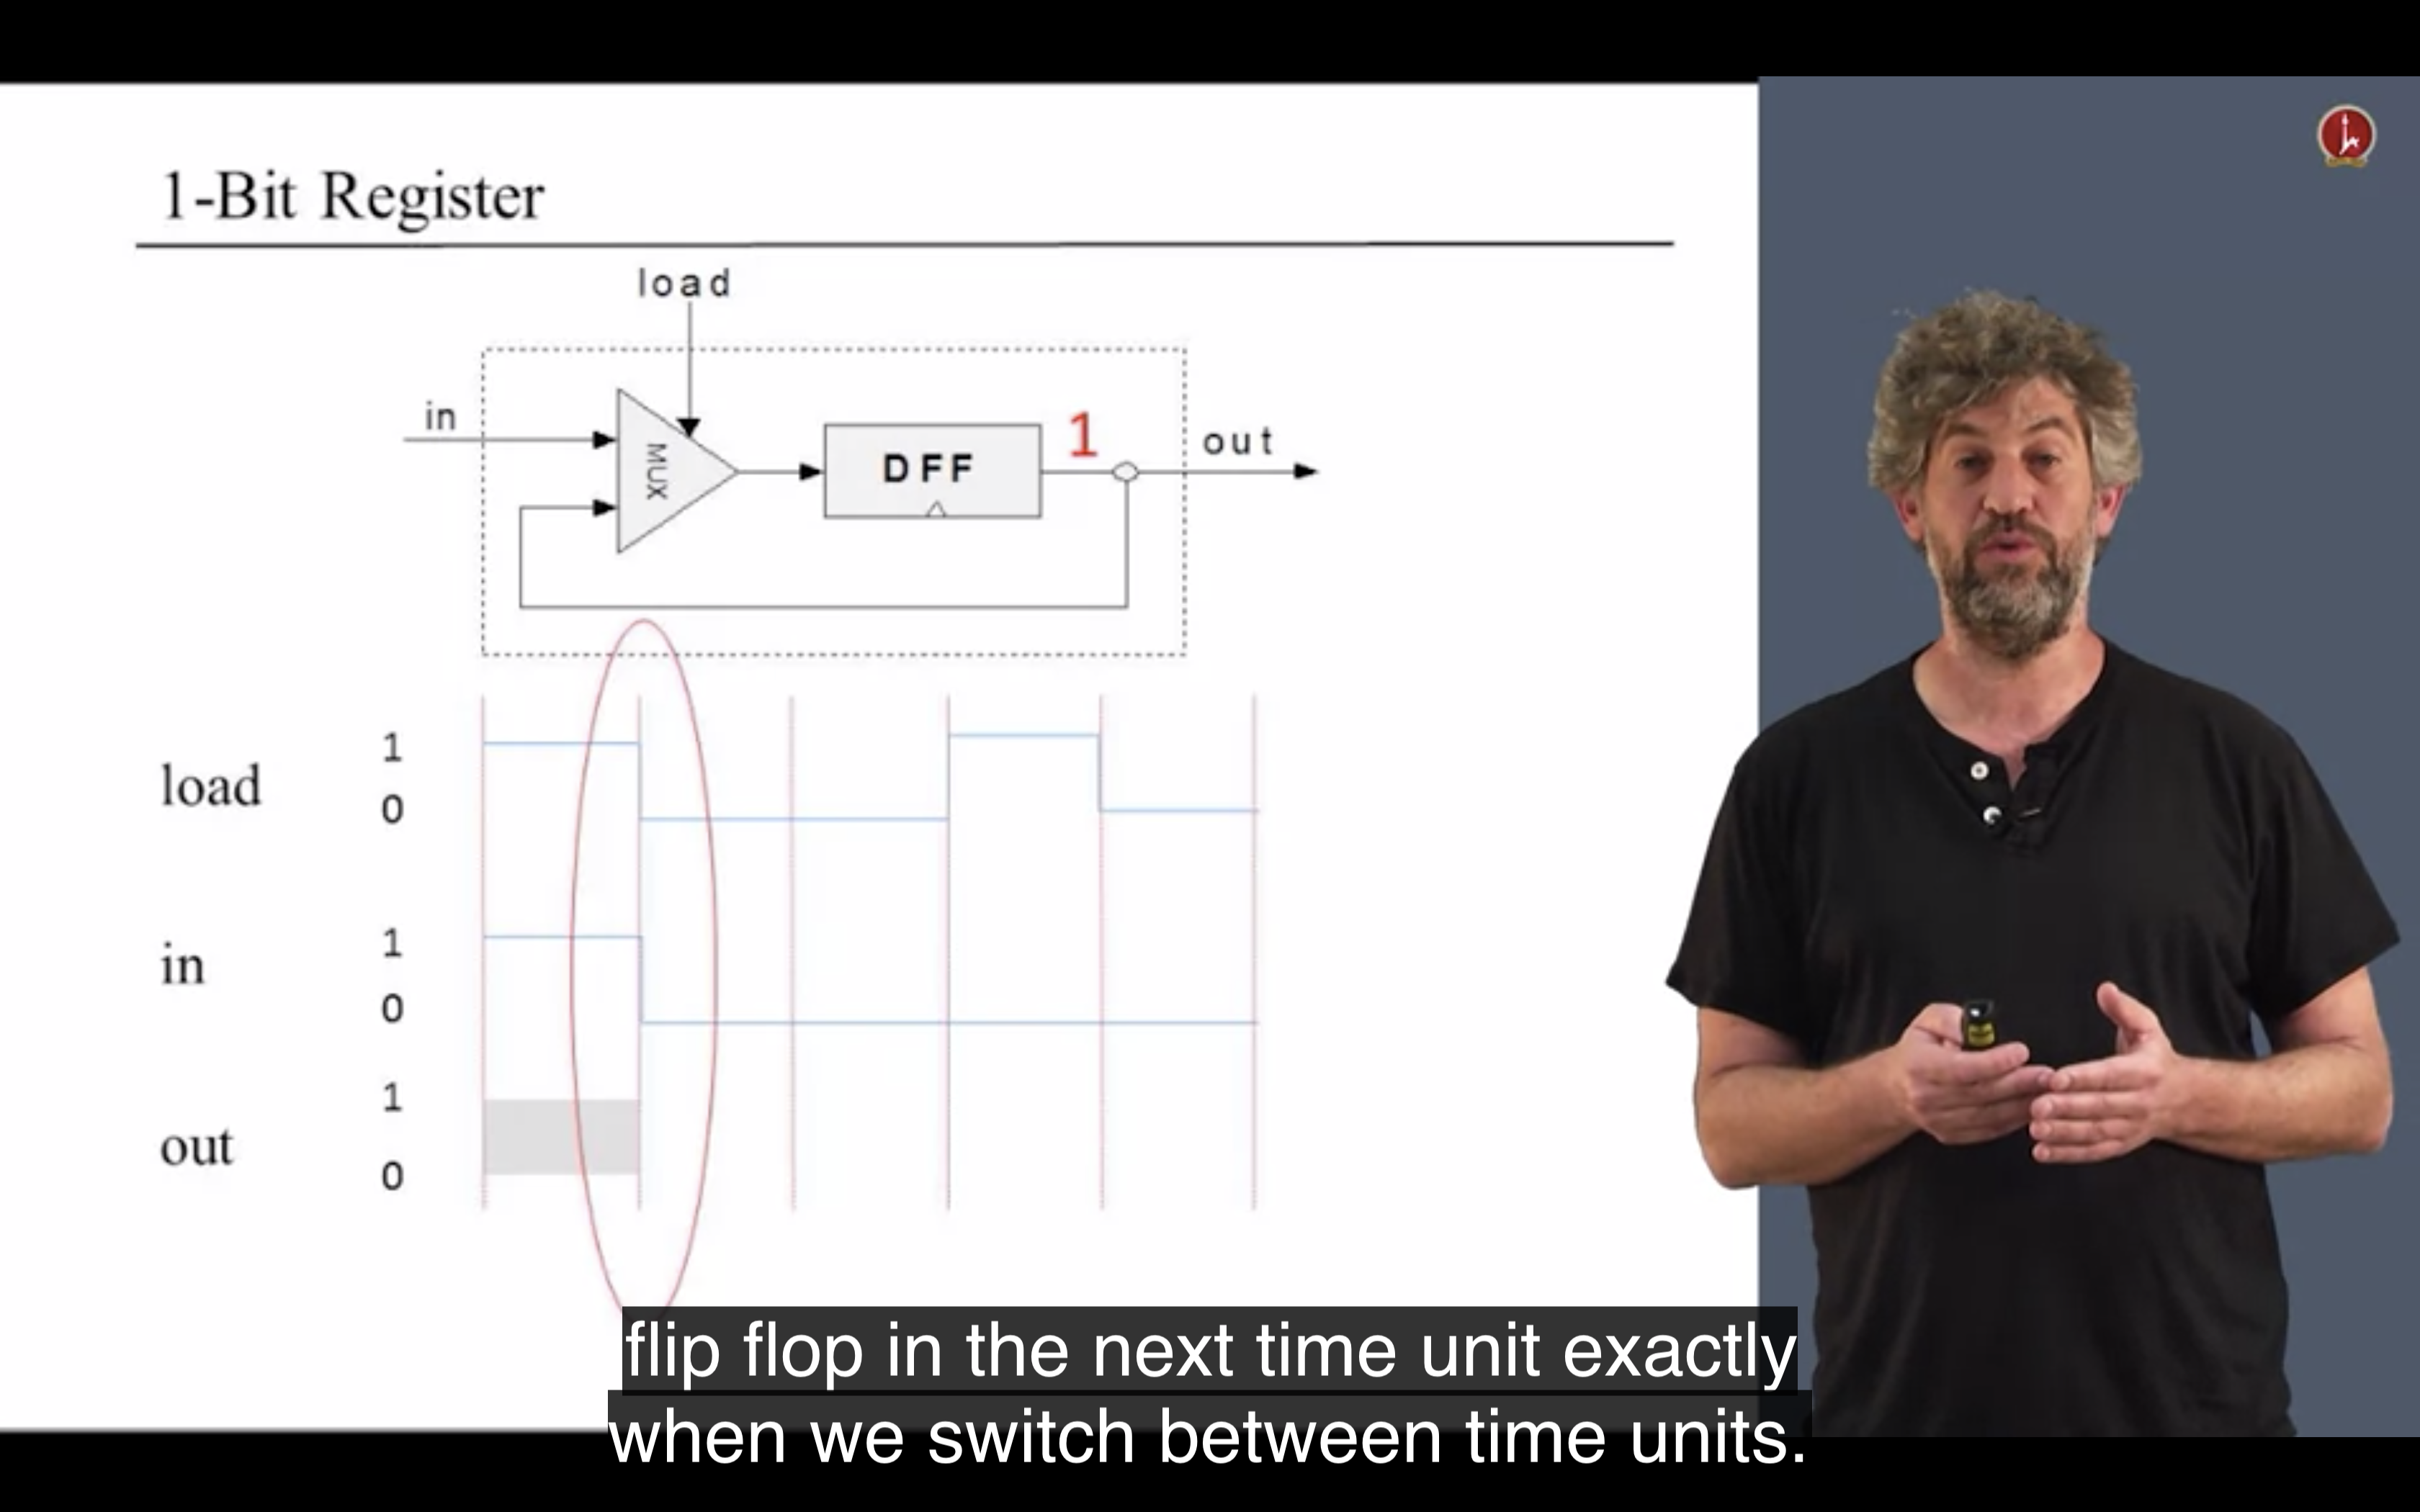 1-Bit Register
load
in
MUX
DFF
1
out
load
1
0
in
1
0
out
1
0
flip flop in the next time unit exactly
when we switch between time units.